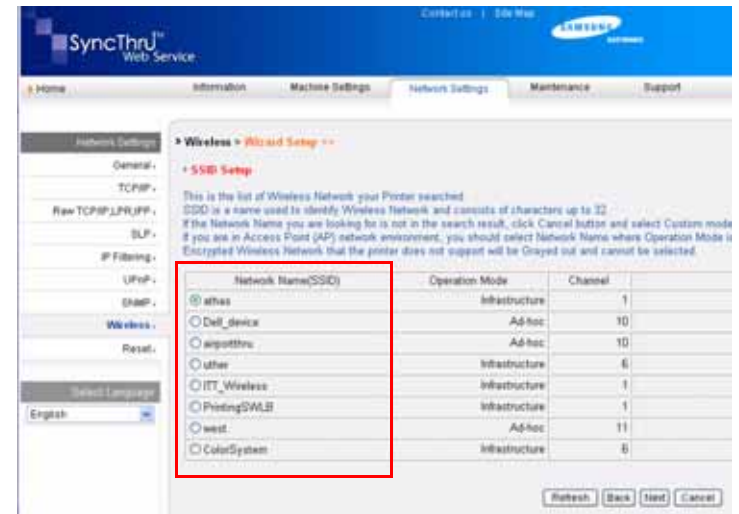 Contact us | Site Map
SyncThru™
Web Service
SAMSUNG
Home
Information
Machine Settings
Network Settings
Maintenance
Support
Network Settings
General
TCP/IP
Raw TCP/IP,LPR,IPP
SLP
IP Filtering
UPnP
SNMP
Wireless
Reset
Select Language
English
Wireless > Wizard Setup >>
SSID Setup
This is the list of Wireless Network your Printer searched
SSID is a name used to identify Wireless Network and consists of characters up to 32
If the Network Name you are looking for is not in the search result, click Cancel button and select Custom mode
If you are in Access Point (AP) network environment, you should select Network Name where Operation Mode is
Encrypted Wireless Network that the printer does not support will be Grayed out and cannot be selected.
Network Name(SSID) Operation Mode Channel
athas Infrastructure 1
Dell_device Ad-hoc 10
airportthru Ad-hoc 10
uther Infrastructure 6
ITT_Wireless Infrastructure 1
PrintingSWLB Infrastructure 1
west Ad-hoc 11
ColorSystem Infrastructure 6
Refresh Back Next Cancel